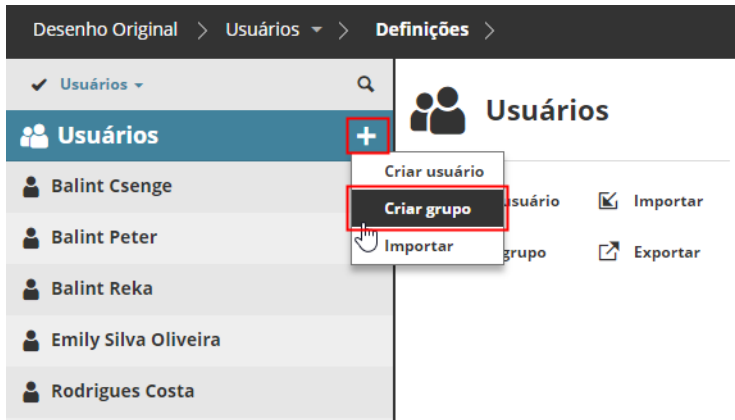 Desenho Original > Usuários > Definições >
Usuários
Usuários
Usuários
Criar usuário
Balint Csenge
Criar grupo
usuário
Importar
Balint Peter
Importar
grupo
Exportar
Balint Reka
Emily Silva Oliveira
Rodrigues Costa